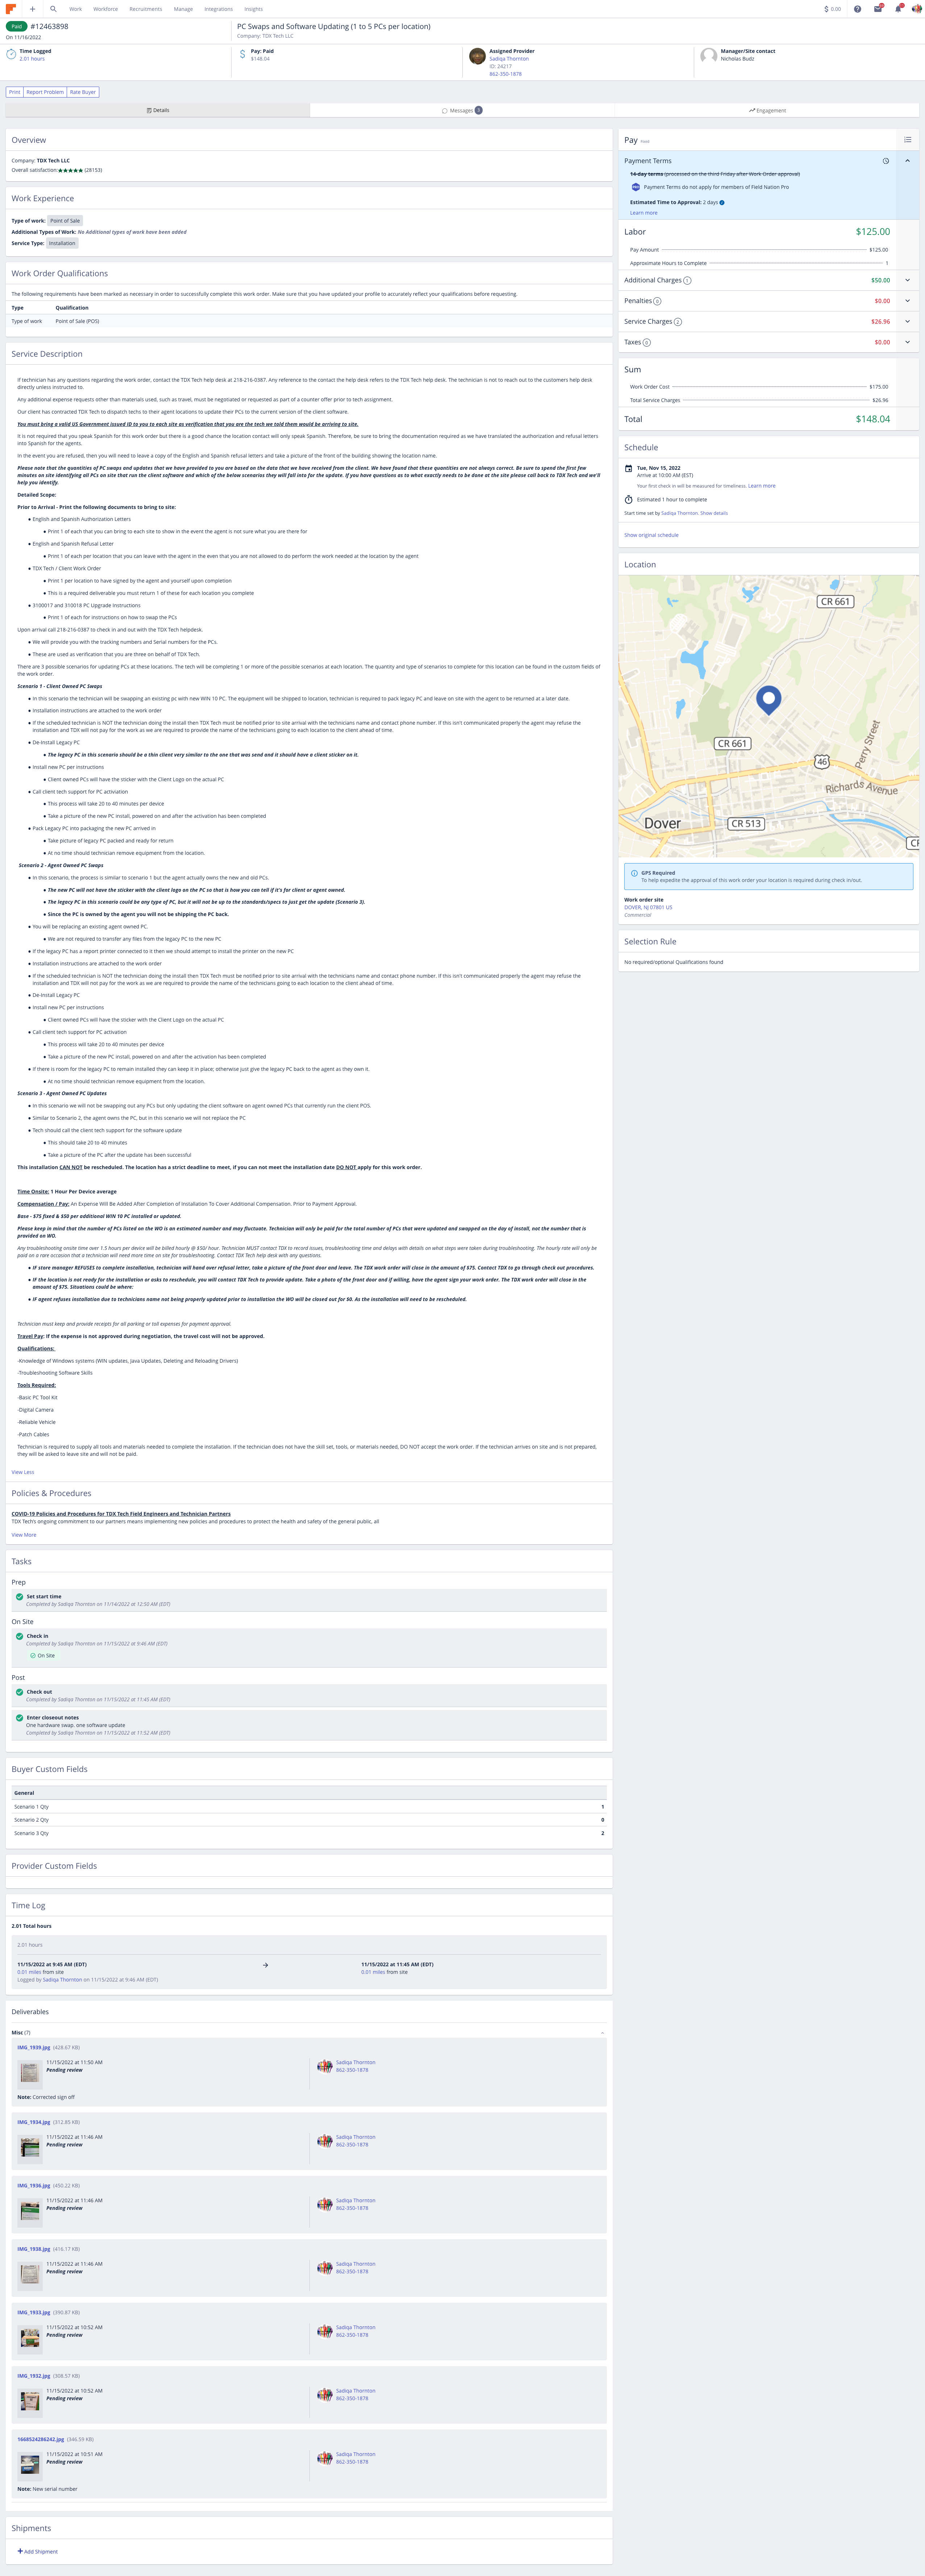 Work
Workforce
Recruitments
Manage
Integrations
Insights
$ 0.00
Paid #12463898
On 11/16/2022
PC Swaps and Software Updating (1 to 5 PCs per location)
Company: TDX Tech LLC
Time Logged
2.01 hours
Pay: Paid
$148.04
Assigned Provider
Sadiqa Thornton
ID: 24217
862-350-1878
Manager/Site contact
Nicholas Budz/
Print
Report Problem
Rate Buyer
Details
Messages 3
Engagement
Overview
Company: TDX Tech LLC
Overall satisfaction:★★★★★ (28153)
Work Experience
Type of work: Point of Sale
Additional Types of Work: No Additional types of work have been added
Service Type: Installation
Work Order Qualifications
The following requirements have been marked as necessary in order to successfully complete this work order. Make sure that you have updated your profile to accurately reflect your qualifications before requesting.
Type Qualification
Type of work Point of Sale (POS)
Service Description
If technician has any questions regarding the work order, contact the TDX Tech help desk at 218-216-0387. Any reference to the contact the help desk refers to the TDX Tech help desk. The technician is not to reach out to the customers help desk
directly unless instructed to.
Any additional expense requests other than materials used, such as travel, must be negotiated or requested as part of a counter offer prior to tech assignment.
Our client has contracted TDX Tech to dispatch techs to their agent locations to update their PCs to the current version of the client software.
You must bring a valid US Government issued ID to you to each site as verification that you are the tech we told them would be arriving to site.
It is not required that you speak Spanish for this work order but there is a good chance the location contact will only speak Spanish. Therefore, be sure to bring the documentation required as we have translated the authorization and refusal letters
into Spanish for the agents.
In the event you are refused, then you will need to leave a copy of the English and Spanish refusal letters and take a picture of the front of the building showing the location name.
Please note that the quantities of PC swaps and updates that we have provided to you are based on the data that we have received from the client. We have found that these quantities are not always correct. Be sure to spend the first few
minutes on site identifying all PCs on site that run the client software and which of the below scenarios they will fall into for updating. If you have questions as to exactly what needs to be done, then please call in to TDX Tech and we'll
help you identify.
Detailed Scope:
Prior to Arrival - Print the following documents to bring to site:
● English and Spanish Authorization Letters
● Print 1 of each that you can bring to each site to show in the event the agent is not sure what you are there for
● English and Spanish Refusal Letter
● Print 1 of each per location that you can leave with the agent in the even that you are not allowed to do perform the work needed at the location by the agent
● TDX Tech / Client Work Order
● Print 1 per location to have signed by the agent and yourself upon completion
● This is a required deliverable you must return 1 of these for each location you complete
● 3100017 and 310018 PC Upgrade Instructions
● Print 1 of each for instructions on how to swap the PCs
Upon arrival call 218-216-0387 to check in and out with the TDX Tech helpdesk.
● We will provide you with the tracking numbers and Serial numbers for the PCs.
● These are used as verification that you are three on behalf of TDX Tech.
There are 3 possible scenarios for updating PCs at these locations. The tech will be completing 1 or more of the possible scenarios at each location. The quantity and type of scenarios to complete for this location can be found in the custom fields of
the work order.
Scenario 1 - Client Owned PC Swaps
● In this scenario the technician will be swapping an existing pc with new WIN 10 PC. The equipment will be shipped to location, technician is required to pack legacy PC and leave on site with the agent to be returned at a later date.
● Installation instructions are attached to the work order
● If the scheduled technician is NOT the technician doing the install then TDX Tech must be notified prior to site arrival with the technicians name and contact phone number. If this isn't communicated properly the agent may refuse the
installation and TDX will not pay for the work as we are required to provide the name of the technicians going to each location to the client ahead of time.
● De-Install Legacy PC
● The legacy PC in this scenario should be a thin client very similar to the one that was send and it should have a client sticker on it.
● Install new PC per instructions
● Client owned PCs will have the sticker with the Client Logo on the actual PC
● Call client tech support for PC activation
● This process will take 20 to 40 minutes per device
● Take a picture of the new PC install, powered on and after the activation has been completed
● Pack Legacy PC into packaging the new PC arrived in
● Take picture of legacy PC packed and ready for return
● At no time should technician remove equipment from the location.
Scenario 2 - Agent Owned PC Swaps
● In this scenario, the process is similar to scenario 1 but the agent actually owns the new and old PCs.
● The new PC will not have the sticker with the client logo on the PC so that is how you can tell if it's for client or agent owned.
● The legacy PC in this scenario could be any type of PC, but it will not be up to the standards/specs to just get the update (Scenario 3).
● Since the PC is owned by the agent you will not be shipping the PC back.
● You will be replacing an existing agent owned PC.
● We are not required to transfer any files from the legacy PC to the new PC
● If the legacy PC has a report printer connected to it then we should attempt to install the printer on the new PC
● Installation instructions are attached to the work order
● If the scheduled technician is NOT the technician doing the install then TDX Tech must be notified prior to site arrival with the technicians name and contact phone number. If this isn't communicated properly the agent may refuse the
installation and TDX will not pay for the work as we are required to provide the name of the technicians going to each location to the client ahead of time.
● De-Install Legacy PC
● Install new PC per instructions
● Client owned PCs will have the sticker with the Client Logo on the actual PC
● Call client tech support for PC activation
● This process will take 20 to 40 minutes per device
● Take a picture of the new PC install, powered on and after the activation has been completed
● If there is room for the legacy PC to remain installed they can keep it in place; otherwise just give the legacy PC back to the agent as they own it.
● At no time should technician remove equipment from the location.
Scenario 3 - Agent Owned PC Updates
● In this scenario we will not be swapping out any PCs but only updating the client software on agent owned PCs that currently run the client POS.
● Similar to Scenario 2, the agent owns the PC, but in this scenario we will not replace the PC
● Tech should call the client tech support for the software update
● This should take 20 to 40 minutes
● Take a picture of the PC after the update has been successful
This installation CAN NOT be rescheduled. The location has a strict deadline to meet, if you can not meet the installation date DO NOT apply for this work order.
Time Onsite: 1 Hour Per Device average
Compensation / Pay: An Expense Will Be Added After Completion of Installation To Cover Additional Compensation. Prior to Payment Approval.
Base - $75 fixed & $50 per additional WIN 10 PC installed or updated.
Please keep in mind that the number of PCs listed on the WO is an estimated number and may fluctuate. Technician will only be paid for the total number of PCs that were updated and swapped on the day of install, not the number that is
provided on WO.
Any troubleshooting onsite time over 1.5 hours per device will be billed hourly @ $50/ hour. Technician MUST contact TDX to record issues, troubleshooting time and delays with details on what steps were taken during troubleshooting. The hourly rate will only be
paid on a rare occasion that a technician will need more time on site for troubleshooting. Contact TDX Tech help desk with any questions.
● IF store manager REFUSES to complete installation, technician will hand over refusal letter, take a picture of the front door and leave. The TDX work order will close in the amount of $75. Contact TDX to go through check out procedures.
● If the location is not ready for the installation or asks to reschedule, you will contact TDX Tech to provide update. Take a photo of the front door and if willing, have the agent sign your work order. The TDX work order will close in the
amount of $75. Situations could be where:
● IF agent refuses installation due to technicians name not being properly updated prior to installation the WO will be closed out for $0. As the installation will need to be rescheduled.
Technician must keep and provide receipts for all parking or toll expenses for payment approval.
Travel Pay: If the expense is not approved during negotiation, the travel cost will not be approved.
Qualifications:
-Knowledge of Windows systems (WIN updates, Java Updates, Deleting and Reloading Drivers)
-Troubleshooting Software Skills
Tools Required:
-Basic PC Tool Kit
-Digital Camera
-Reliable Vehicle
-Patch Cables
Technician is required to supply all tools and materials needed to complete the installation. If the technician does not have the skill set, tools, or materials needed, DO NOT accept the work order. If the technician arrives on site and is not prepared,
they will be asked to leave site and will not be paid.
View Less
Policies & Procedures
COVID-19 Policies and Procedures for TDX Tech Field Engineers and Technician Partners
TDX Tech's ongoing commitment to our partners means implementing new policies and procedures to protect the health and safety of the general public, all
View More
Tasks
Prep
Set start time
Completed by Sadiqa Thornton on 11/14/2022 at 12:50 AM (EDT)
On Site
Check in
Completed by Sadiqa Thornton on 11/15/2022 at 9:46 AM (EDT)
On Site
Post
Check out
Completed by Sadiqa Thornton on 11/15/2022 at 11:45 AM (EDT)
Enter closeout notes
One hardware swap. one software update
Completed by Sadiqa Thornton on 11/15/2022 at 11:52 AM (EDT)
Buyer Custom Fields
General
Scenario 1 Qty 1
Scenario 2 Qty 0
Scenario 3 Qty 2
Provider Custom Fields
Time Log
2.01 Total hours
2.01 hours
11/15/2022 at 9:45 AM (EDT) → 11/15/2022 at 11:45 AM (EDT)
0.01 miles from site 0.01 miles from site
Logged by Sadiqa Thornton on 11/15/2022 at 9:46 AM (EDT)
Deliverables
Misc (7)
IMG_1939.jpg (428.67 KB)
11/15/2022 at 11:50 AM
Pending review
Sadiqa Thornton
862-350-1878
Note: Corrected sign off
IMG_1934.jpg (312.85 KB)
11/15/2022 at 11:46 AM
Pending review
Sadiqa Thornton
862-350-1878
IMG_1936.jpg (450.22 KB)
11/15/2022 at 11:46 AM
Pending review
Sadiqa Thornton
862-350-1878
IMG_1938.jpg (416.17 KB)
11/15/2022 at 11:46 AM
Pending review
Sadiqa Thornton
862-350-1878
IMG_1933.jpg (390.87 KB)
11/15/2022 at 10:52 AM
Pending review
Sadiqa Thornton
862-350-1878
IMG_1932.jpg (308.57 KB)
11/15/2022 at 10:52 AM
Pending review
Sadiqa Thornton
862-350-1878
1668524286242.jpg (346.59 KB)
11/15/2022 at 10:51 AM
Pending review
Sadiqa Thornton
862-350-1878
Note: New serial number
Shipments
Add Shipment
Pay Fixed
Payment Terms
14-day terms (processed on the third Friday after Work Order approval)
PRO Payment Terms do not apply for members of Field Nation Pro
Estimated Time to Approval: 2 days
Learn more
Labor $125.00
Pay Amount $125.00
Approximate Hours to Complete 1
Additional Charges 1 $50.00
Penalties 0 $0.00
Service Charges 2 $26.96
Taxes 0 $0.00
Sum
Work Order Cost $175.00
Total Service Charges $26.96
Total $148.04
Schedule
Tue, Nov 15, 2022
Arrive at 10:00 AM (EST)
Your first check in will be measured for timeliness. Learn more
Estimated 1 hour to complete
Start time set by Sadiqa Thornton. Show details
Show original schedule
Location
CR 661
CR 661
46
Perry Street
Richards Avenue
Dover
CR 513
CR
GPS Required
To help expedite the approval of this work order your location is required during check in/out.
Work order site
DOVER, NJ 07801 US
Commercial
Selection Rule
No required/optional Qualifications found